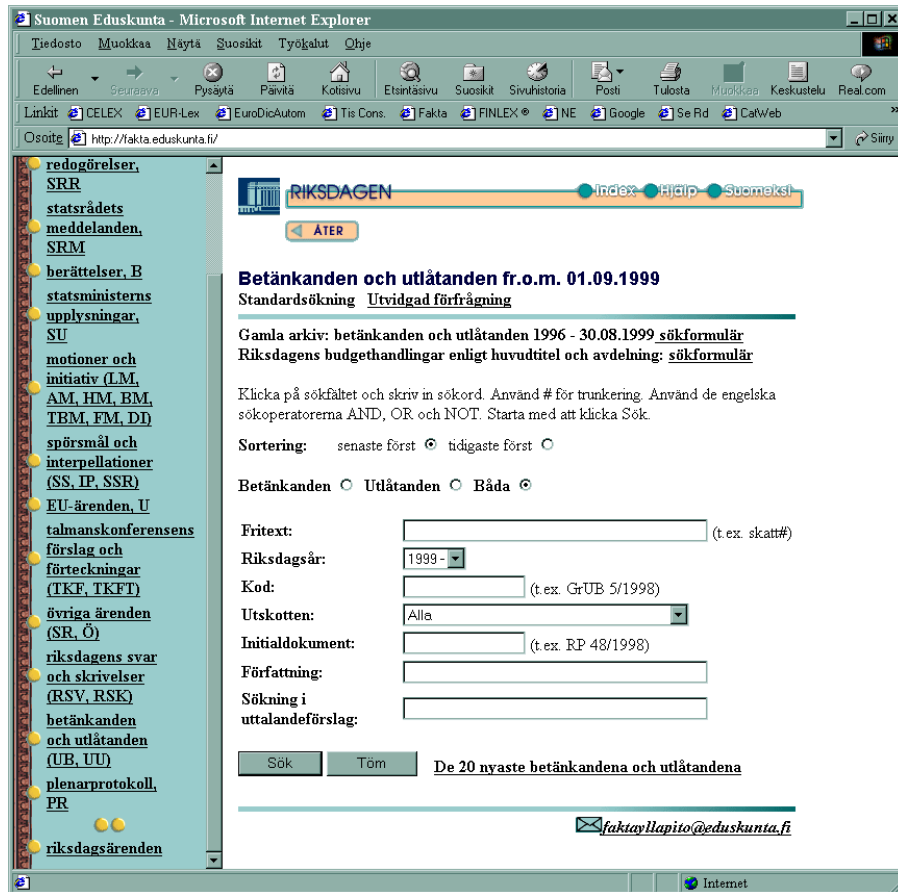 Suomen Eduskunta - Microsoft Internet Explorer
Tiedosto Muokkaa Näytä Suosikit Työkalut Ohje
Edellinen Seuraava Pysäytä Päivitä Kotisivu Etsintäsivu Suosikit Sivuhistoria Posti Tulosta Muokkaa Keskustelu Real.com
Linkit CELEX EUR-Lex EuroDicAutom Tis Cons. Fakta FINLEX ® NE Google Se Rd CatWeb »
Osoite http://fakta.eduskunta.fi/ Siirry
redogörelser,
SRR
statsrådets
meddelanden,
SRM
berättelser, B
statsministerns
upplysningar,
SU
motioner och
initiativ (LM,
AM, HM, BM,
TBM, FM, DI)
spörsmål och
interpellationer
(SS, IP, SSR)
EU-ärenden, U
talmanskonferensens
förslag och
förteckningar
(TKF, TKFT)
övriga ärenden
(SR, Ö)
riksdagens svar
och skrivelser
(RSV, RSK)
betänkanden
och utlåtanden
(UB, UU)
plenarprotokoll,
PR
riksdagsärenden
RIKSDAGEN Index Hjälp Suomeksi
ÅTER
Betänkanden och utlåtanden fr.o.m. 01.09.1999
Standardsökning Utvidgad förfrågning
Gamla arkiv: betänkanden och utlåtanden 1996 - 30.08.1999 sökformulär
Riksdagens budgethandlingar enligt huvudtitel och avdelning: sökformulär
Klicka på sökfältet och skriv in sökord. Använd # för trunkering. Använd de engelska
sökoperatorerna AND, OR och NOT. Starta med att klicka Sök.
Sortering: senaste först tidigaste först
Betänkanden Utlåtanden Båda
Fritext: (t.ex. skatt#)
Riksdagsår: 1999 -
Kod: (t.ex. GrUB 5/1998)
Utskotten: Alla
Initialdokument: (t.ex. RP 48/1998)
Författning:
Sökning i
uttalandeförslag:
Sök Töm De 20 nyaste betänkandena och utlåtandena
faktayllapito@eduskunta.fi
Internet